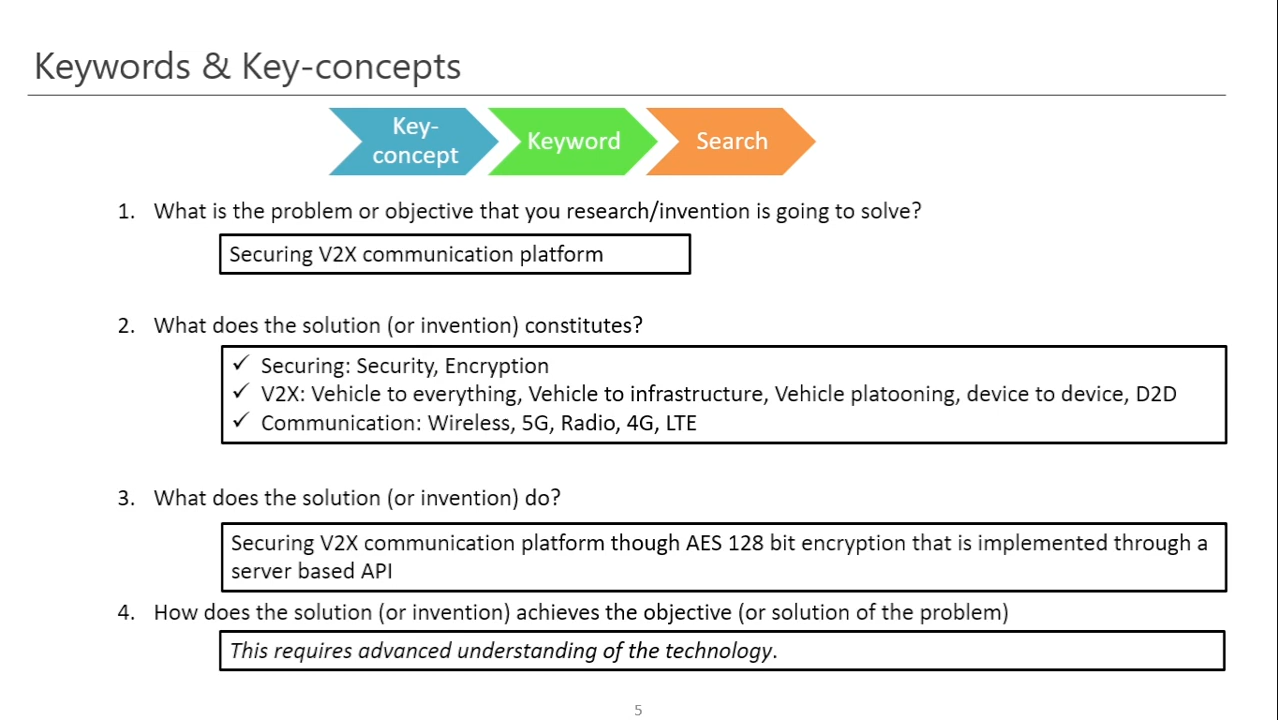 Keywords & Key-concepts
Key-
concept
Keyword
Search
1. What is the problem or objective that you research/invention is going to solve?
Securing V2X communication platform
2. What does the solution (or invention) constitutes?
✓ Securing: Security, Encryption
✓ V2X: Vehicle to everything, Vehicle to infrastructure, Vehicle platooning, device to device, D2D
✓ Communication: Wireless, 5G, Radio, 4G, LTE
3. What does the solution (or invention) do?
Securing V2X communication platform though AES 128 bit encryption that is implemented through a
server based API
4. How does the solution (or invention) achieves the objective (or solution of the problem)
This requires advanced understanding of the technology.
5